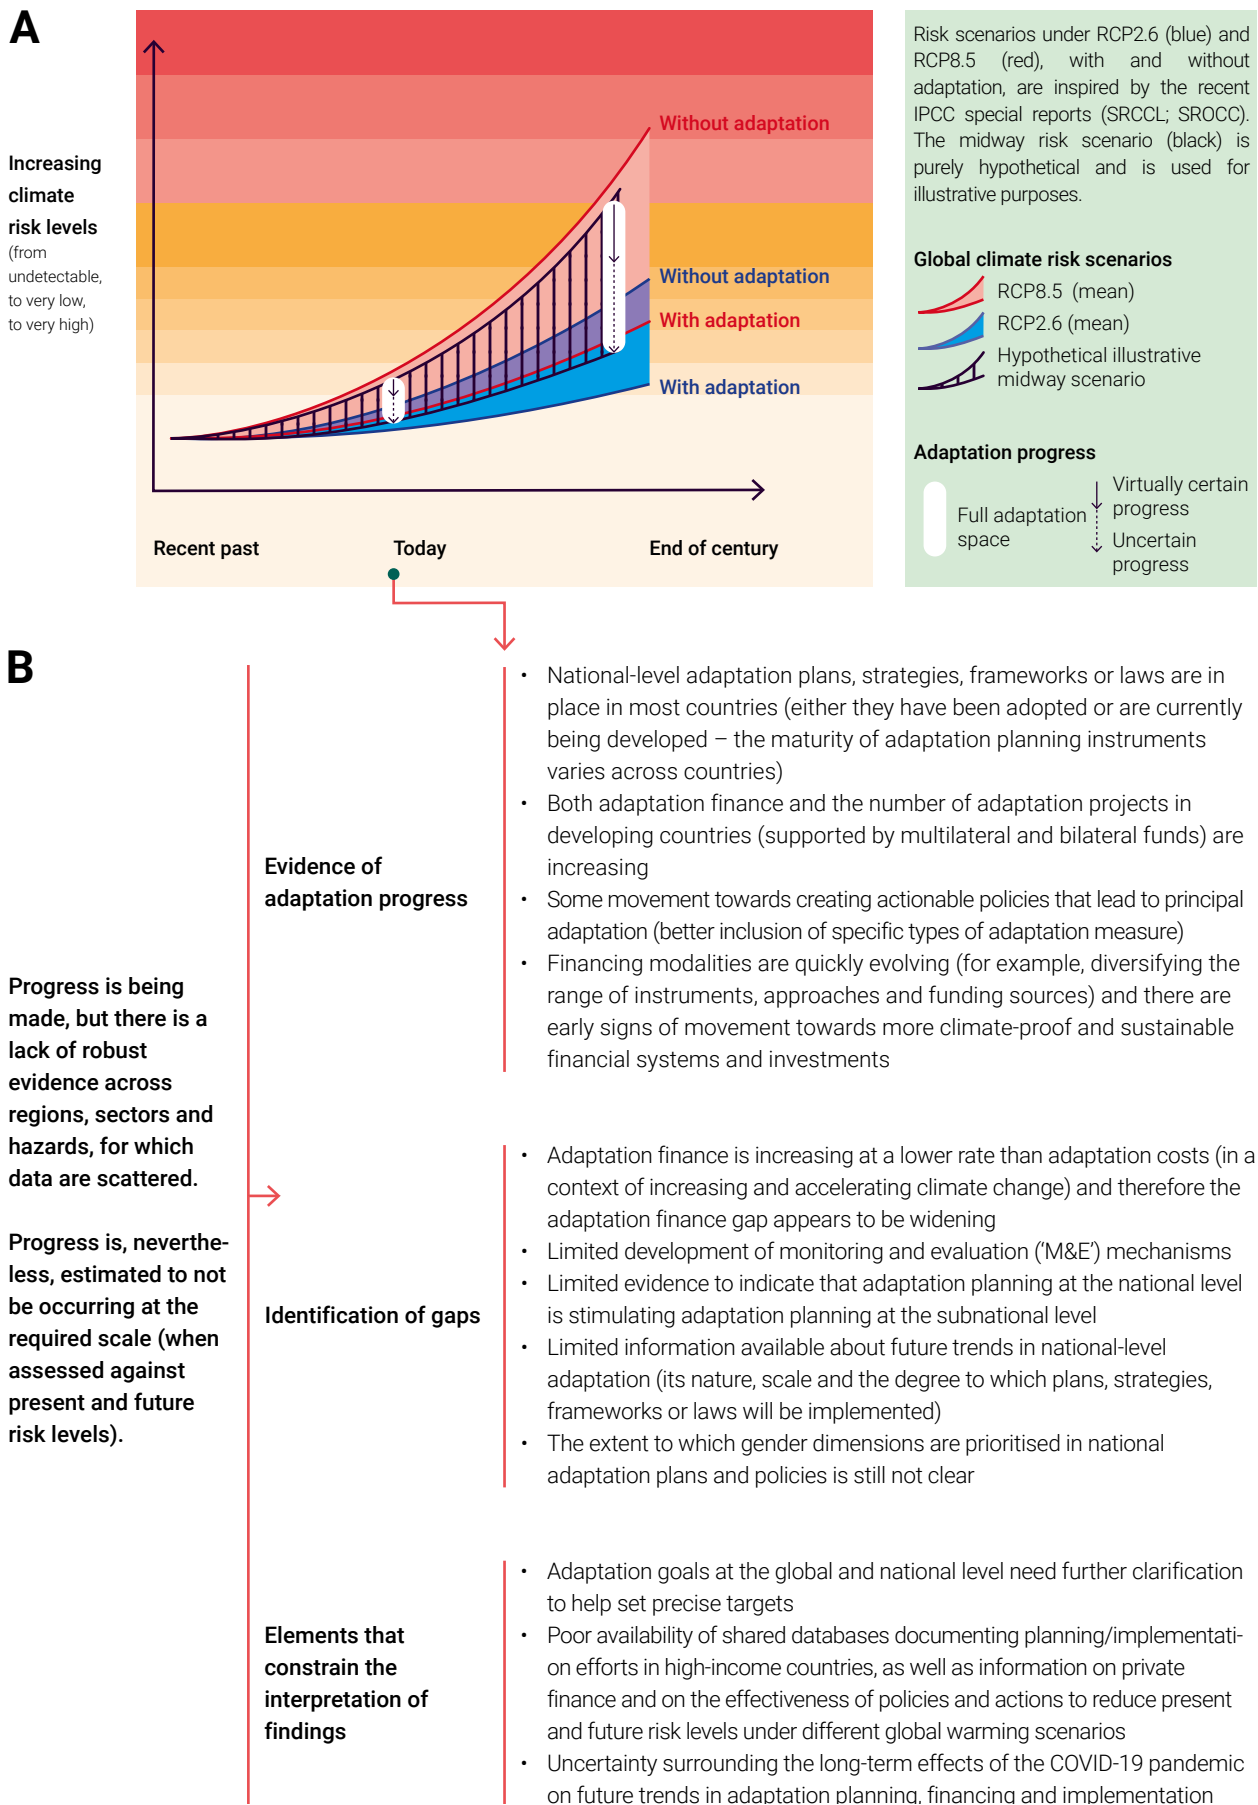 A
Increasing
climate
risk levels
(from
undetectable,
to very low,
to very high)
Without adaptation
Without adaptation
With adaptation
With adaptation
Recent past
Today
End of century
Risk scenarios under RCP2.6 (blue) and
RCP8.5 (red), with and without
adaptation, are inspired by the recent
IPCC special reports (SRCCL; SROCC).
The midway risk scenario (black) is
purely hypothetical and is used for
illustrative purposes.
Global climate risk scenarios
RCP8.5 (mean)
RCP2.6 (mean)
Hypothetical illustrative
midway scenario
Adaptation progress
Full adaptation
space
Virtually certain
progress
Uncertain
progress
B
Progress is being
made, but there is a
lack of robust
evidence across
regions, sectors and
hazards, for which
data are scattered.
Progress is, neverthe-
less, estimated to not
be occurring at the
required scale (when
assessed against
present and future
risk levels).
Evidence of
adaptation progress
• National-level adaptation plans, strategies, frameworks or laws are in
place in most countries (either they have been adopted or are currently
being developed – the maturity of adaptation planning instruments
varies across countries)
• Both adaptation finance and the number of adaptation projects in
developing countries (supported by multilateral and bilateral funds) are
increasing
• Some movement towards creating actionable policies that lead to principal
adaptation (better inclusion of specific types of adaptation measure)
• Financing modalities are quickly evolving (for example, diversifying the
range of instruments, approaches and funding sources) and there are
early signs of movement towards more climate-proof and sustainable
financial systems and investments
Identification of gaps
• Adaptation finance is increasing at a lower rate than adaptation costs (in a
context of increasing and accelerating climate change) and therefore the
adaptation finance gap appears to be widening
• Limited development of monitoring and evaluation (‘M&E’) mechanisms
• Limited evidence to indicate that adaptation planning at the national level
is stimulating adaptation planning at the subnational level
• Limited information available about future trends in national-level
adaptation (its nature, scale and the degree to which plans, strategies,
frameworks or laws will be implemented)
• The extent to which gender dimensions are prioritised in national
adaptation plans and policies is still not clear
Elements that
constrain the
interpretation of
findings
• Adaptation goals at the global and national level need further clarification
to help set precise targets
• Poor availability of shared databases documenting planning/implementati-
on efforts in high-income countries, as well as information on private
finance and on the effectiveness of policies and actions to reduce present
and future risk levels under different global warming scenarios
• Uncertainty surrounding the long-term effects of the COVID-19 pandemic
on future trends in adaptation planning, financing and implementation